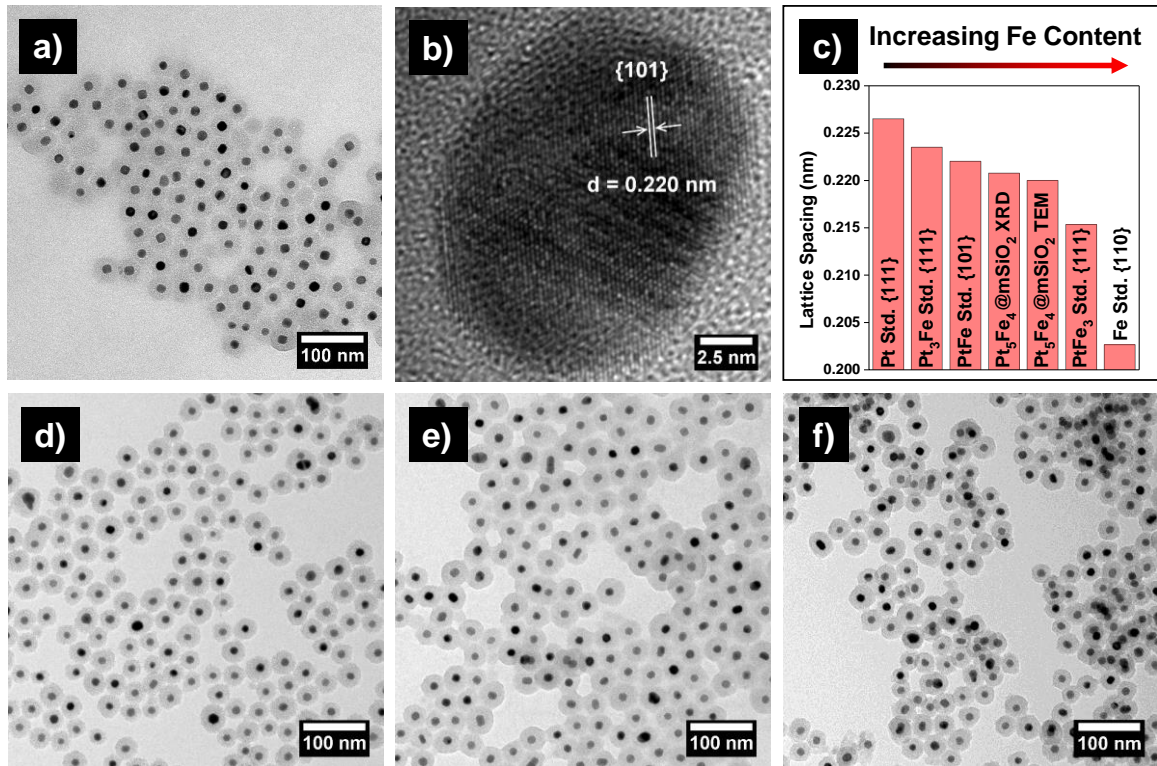 a)
100 nm
b)
{101}
d = 0.220 nm
2.5 nm
c)
Increasing Fe Content
Lattice Spacing (nm)
0.230
0.225
0.220
0.215
0.210
0.205
0.200
Pt Std. {111}
Pt₃Fe Std. {111}
PtFe Std. {101}
Pt₅Fe₄@mSiO₂ XRD
Pt₅Fe₄@mSiO₂ TEM
PtFe₃ Std. {111}
Fe Std. {110}
d)
100 nm
e)
100 nm
f)
100 nm